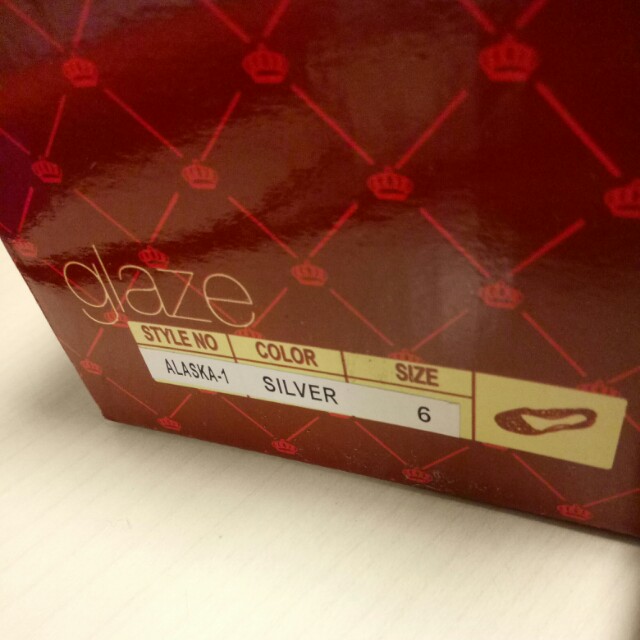 glaze
STYLE NO COLOR SIZE
ALASKA-1 SILVER 6